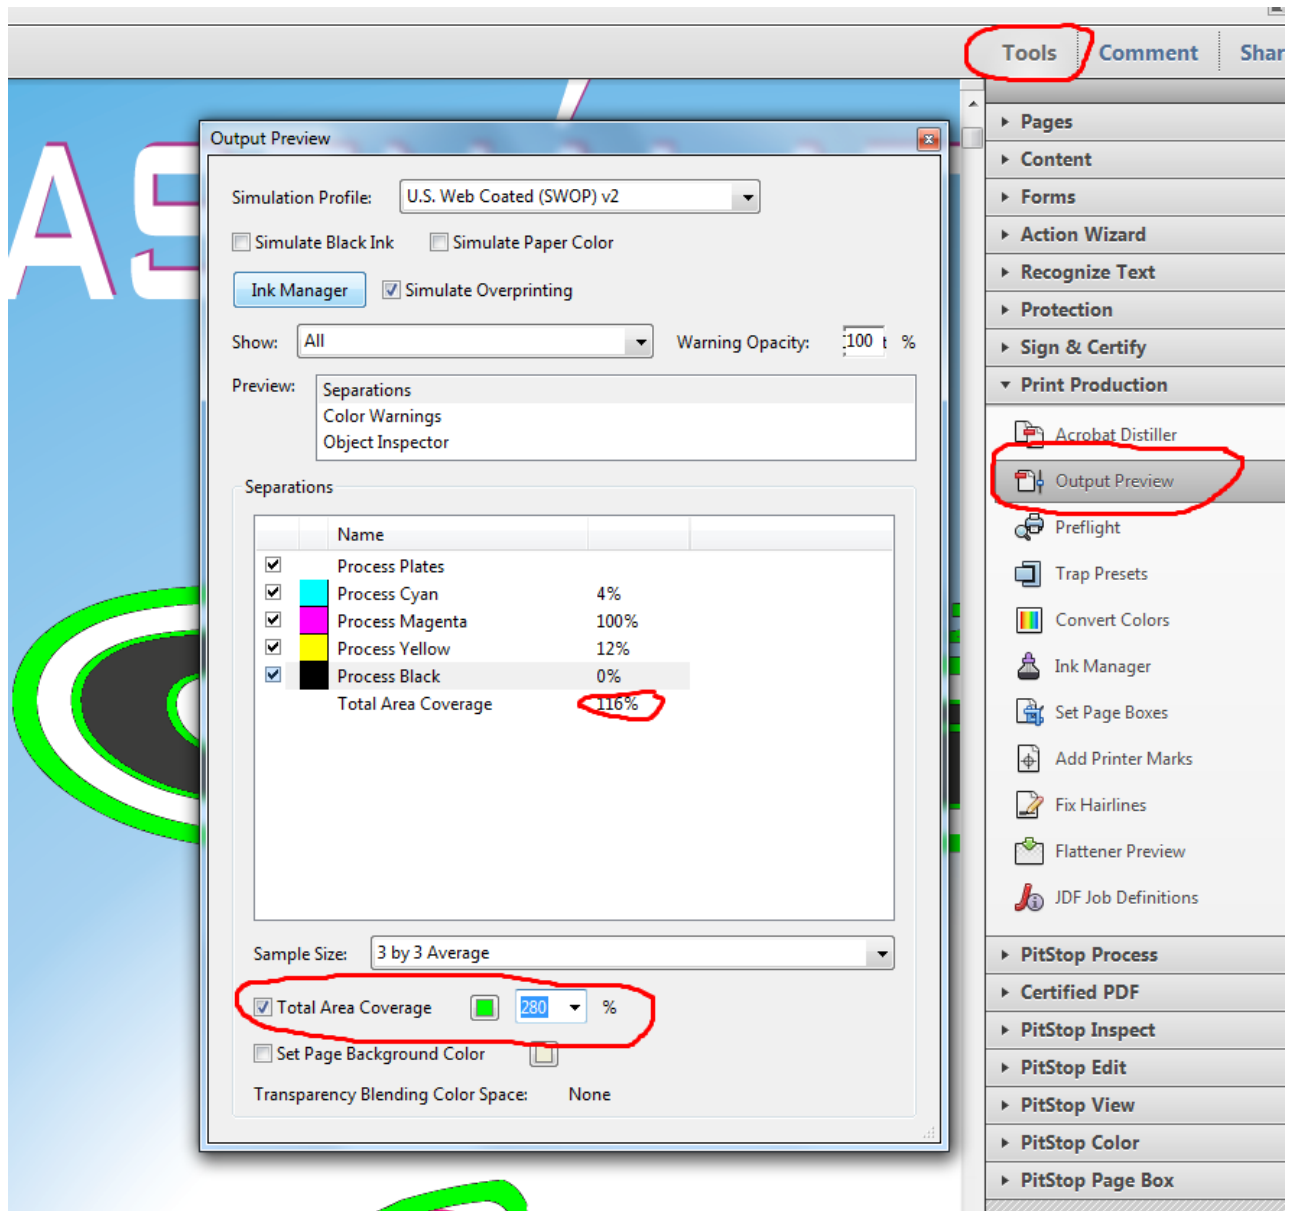 Tools Comment Shar
AS
Output Preview
Simulation Profile: U.S. Web Coated (SWOP) v2
Simulate Black Ink Simulate Paper Color
Ink Manager Simulate Overprinting
Show: All Warning Opacity: 100 %
Preview: Separations
Color Warnings
Object Inspector
Separations
Name
Process Plates
Process Cyan 4%
Process Magenta 100%
Process Yellow 12%
Process Black 0%
Total Area Coverage 116%
Sample Size: 3 by 3 Average
Total Area Coverage 280 %
Set Page Background Color
Transparency Blending Color Space: None
Pages
Content
Forms
Action Wizard
Recognize Text
Protection
Sign & Certify
Print Production
Acrobat Distiller
Output Preview
Preflight
Trap Presets
Convert Colors
Ink Manager
Set Page Boxes
Add Printer Marks
Fix Hairlines
Flattener Preview
JDF Job Definitions
PitStop Process
Certified PDF
PitStop Inspect
PitStop Edit
PitStop View
PitStop Color
PitStop Page Box